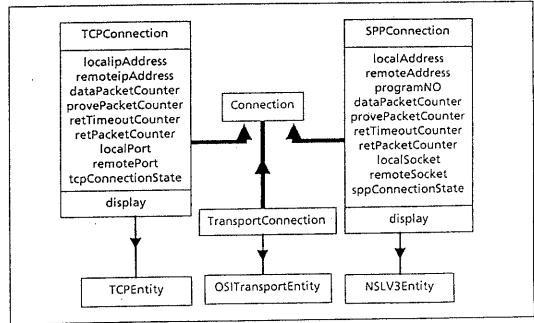 TCPConnection
localipAddress
remoteipAddress
dataPacketCounter
provePacketCounter
retTimeoutCounter
retPacketCounter
localPort
remotePort
tcpConnectionState
display
TCPEntity
Connection
TransportConnection
OSITransportEntity
SPPConnection
localAddress
remoteAddress
programNO
dataPacketCounter
provePacketCounter
retTimeoutCounter
retPacketCounter
localSocket
remoteSocket
sppConnectionState
display
NSLV3Entity